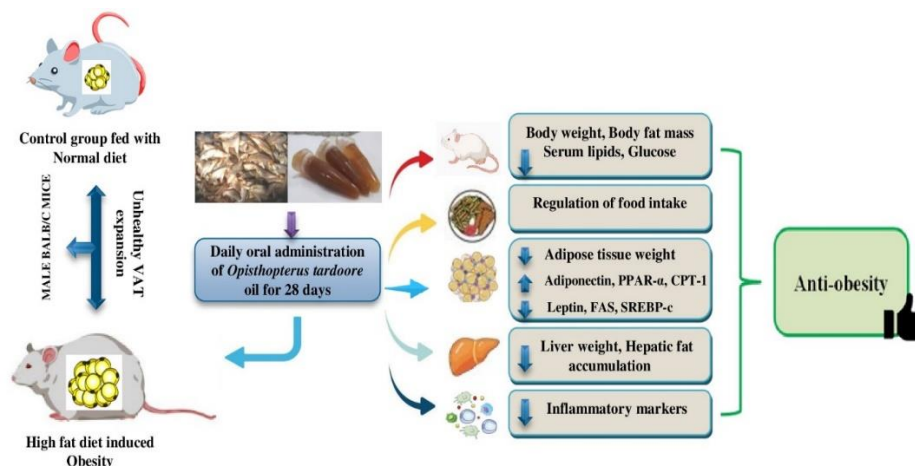 Control group fed with
Normal diet
MALE BALB/C MICE
Unhealthy VAT
expansion
High fat diet induced
Obesity
Daily oral administration
of Opisthopterus tardoore
oil for 28 days
Body weight, Body fat mass
Serum lipids, Glucose
Regulation of food intake
Adipose tissue weight
Adiponectin, PPAR-α, CPT-1
Leptin, FAS, SREBP-c
Liver weight, Hepatic fat
accumulation
Inflammatory markers
Anti-obesity